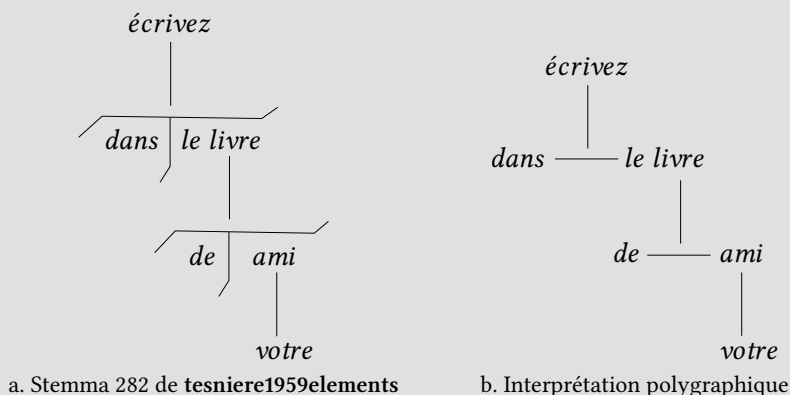 écrivez
dans le livre
de ami
votre
a. Stemma 282 de tesniere1959elements
écrivez
dans le livre
de ami
votre
b. Interprétation polygraphique